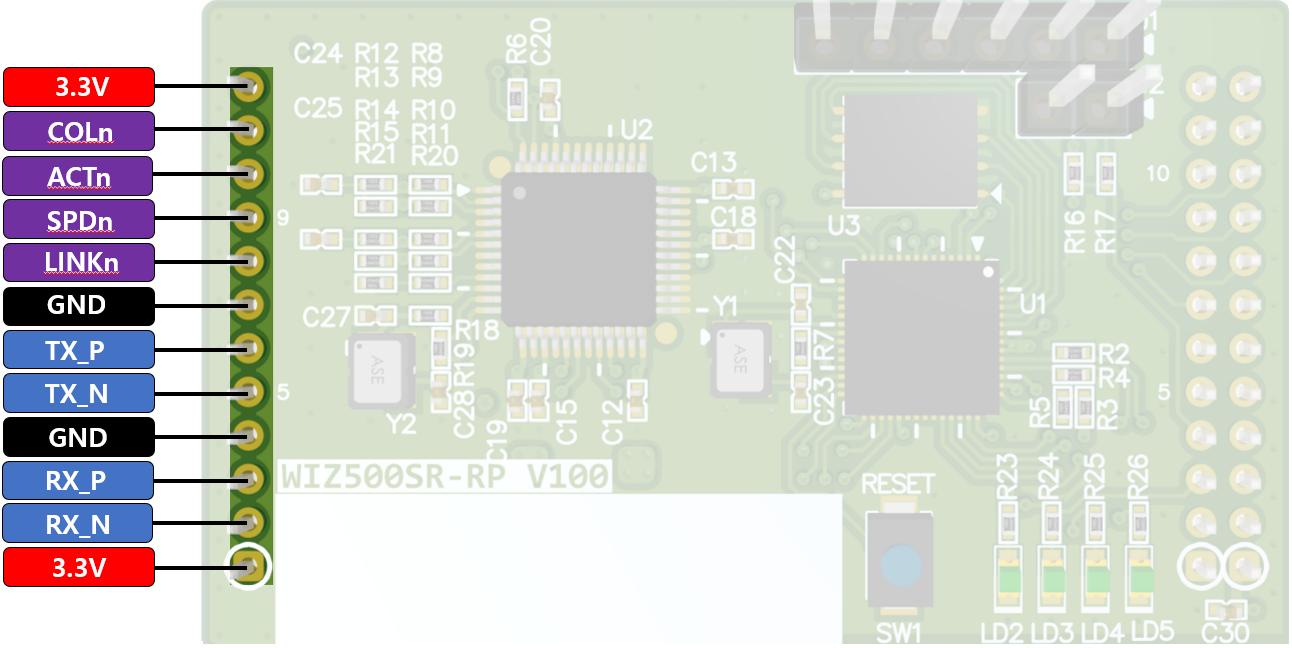 3.3V
COLn
ACTn
SPDn
LINKn
GND
TX_P
TX_N
GND
RX_P
RX_N
3.3V
9
5
C24 R12 R8
R13 R9
C25 R14 R10
R15 R11
R21 R20
R6
C20
U2
C13
C18
C22
U3
10
R16
R17
C27
R18
R19
C28
ASE
Y2
C19
C15
C12
Y1
ASE
R7
C23
U1
R2
R4
R5
R3
5
WIZ500SR-RP V100
RESET
SW1
R23
R24
R25
R26
LD2 LD3 LD4 LD5
C30